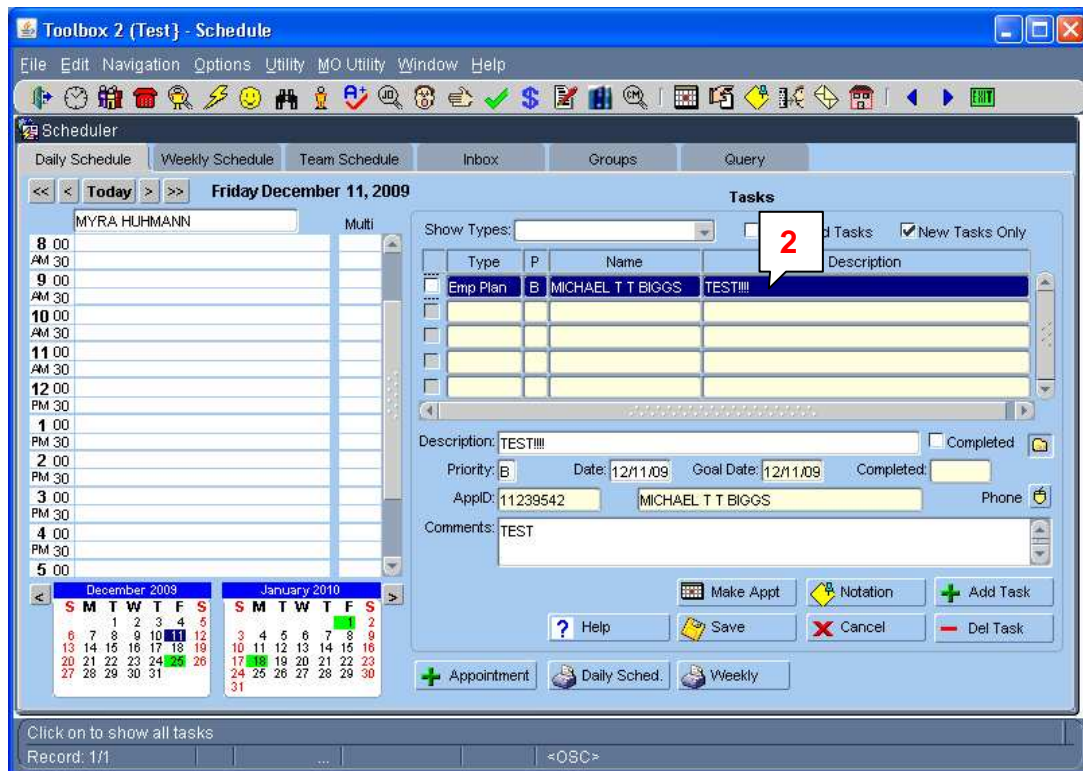 Toolbox 2 (Test} - Schedule
File Edit Navigation Options Utility MO Utility Window Help
EXIT
Scheduler
Daily Schedule Weekly Schedule Team Schedule Inbox Groups Query
<< < Today > >> Friday December 11, 2009
Tasks
MYRA HUHMANN Multi
Show Types: d Tasks New Tasks Only
2
Type P Name Description
Emp Plan B MICHAEL T T BIGGS TEST!!!!
8 00
AM 30
9 00
AM 30
10 00
AM 30
11 00
AM 30
12 00
PM 30
1 00
PM 30
2 00
PM 30
3 00
PM 30
4 00
PM 30
5 00
Description: TEST!!!! Completed
Priority: B Date: 12/11/09 Goal Date: 12/11/09 Completed:
AppID: 11239542 MICHAEL T T BIGGS Phone
Comments: TEST
Make Appt Notation Add Task
? Help Save Cancel Del Task
Appointment Daily Sched. Weekly
< December 2009
S M T W T F S
1 2 3 4 5
6 7 8 9 10 11 12
13 14 15 16 17 18 19
20 21 22 23 24 25 26
27 28 29 30 31
January 2010 >
S M T W T F S
1 2
4 5 6 7 8 9
10 11 12 13 14 15 16
17 18 19 20 21 22 23
24 25 26 27 28 29 30
31
Click on to show all tasks
Record: 1/1 ... <OSC>